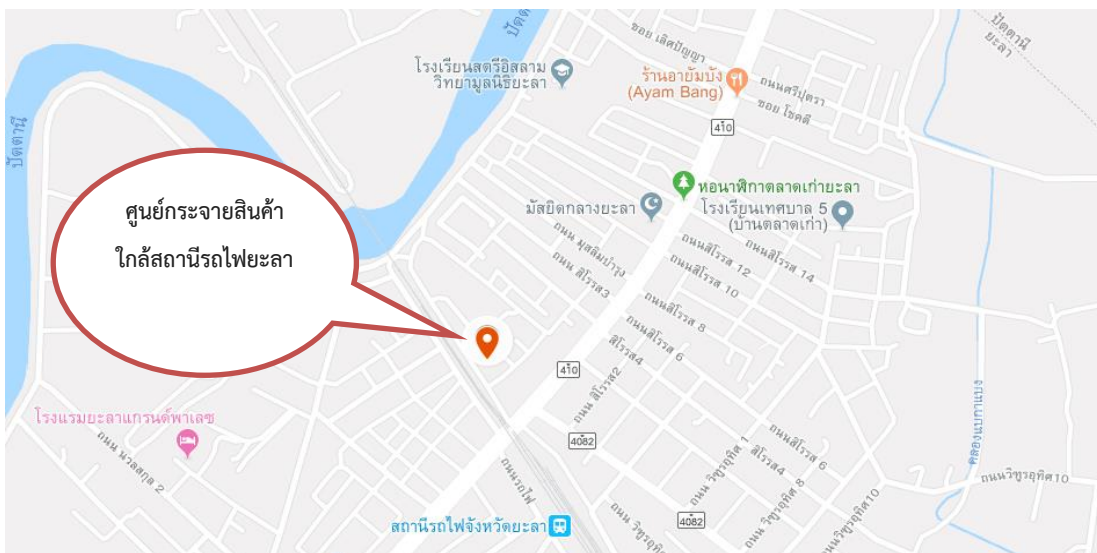 ปัตตานี
ยะลา
ซอย เลิศปัญญา
โรงเรียนสตรีอิสลาม
วิทยามูลนิธิยะลา
ร้านอายัมบัง
(Ayam Bang)
ถนนศรีปุตรา
ซอย โชคดี
410
ปัตตานี
หอนาฬิกาตลาดเก่ายะลา
มัสยิดกลางยะลา
โรงเรียนเทศบาล 5
(บ้านตลาดเก่า)
ศูนย์กระจายสินค้า
ใกล้สถานีรถไฟยะลา
ถนน มุสลิมบำรุง
ถนน สิโรรส3
ถนนสิโรรส 12
ถนนสิโรรส 14
ถนนสิโรรส 10
ถนนสิโรรส 8
ถนนสิโรรส 6
สิโรรส4
410
ถนน สิโรรส2
โรงแรมยะลาแกรนด์พาเลซ
ถนน นวลสกุล 2
4082
ถนนรถไฟ
ถนน วิฑูรอุทิศ 1
ถนนสิโรรส 6
สิโรรส4
คลองแบกาแบง
ถนนวิฑูรอุทิศ10
ถนน วิฑูรอุทิศ 8
วิฑูรอุทิศ10
4082
สถานีรถไฟจังหวัดยะลา